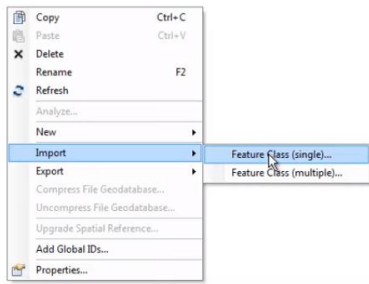 Copy Ctrl+C
Paste Ctrl+V
Delete
Rename F2
Refresh
Analyze...
New
Import
Feature Class (single)...
Export
Feature Class (multiple)...
Compress File Geodatabase...
Uncompress File Geodatabase...
Upgrade Spatial Reference...
Add Global IDs...
Properties...